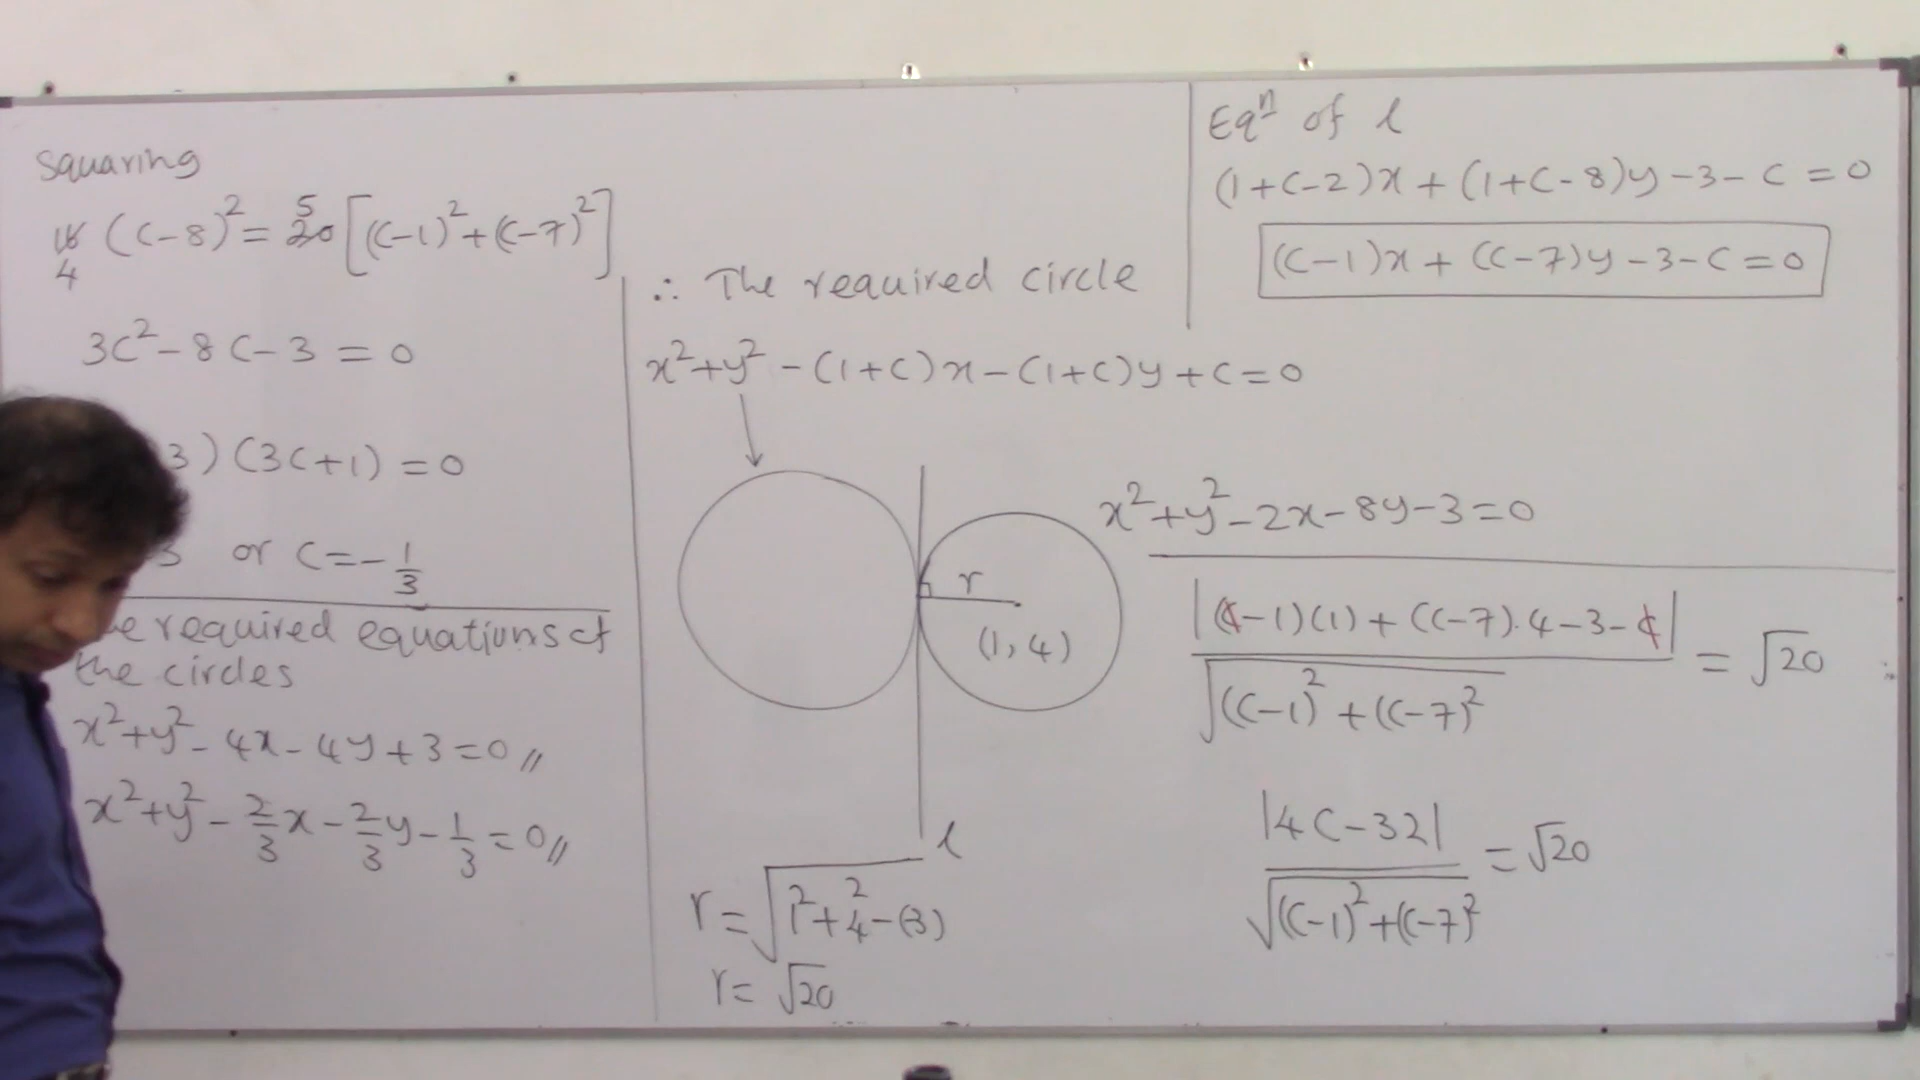 Squaring
16 (C-8)² = 20 [(C-1)² + (C-7)²]
4 5
3C² - 8C - 3 = 0
3) (3C+1) = 0
3 or C = -1/3
e required equations of
the circles
x² + y² - 4x - 4y + 3 = 0 //
x² + y² - 2/3 x - 2/3 y - 1/3 = 0 //
∴ The required circle
x² + y² - (1+C)x - (1+C)y + C = 0
r
(1, 4)
l
r = √(1² + 4² - (3)
r = √20
Eqⁿ of l
(1+C-2)x + (1+C-8)y - 3 - C = 0
(C-1)x + (C-7)y - 3 - C = 0
x² + y² - 2x - 8y - 3 = 0
|(C-1)(1) + (C-7).4 - 3 - C| / √((C-1)² + (C-7)²) = √20
|4C - 32| / √((C-1)² + (C-7)²) = √20